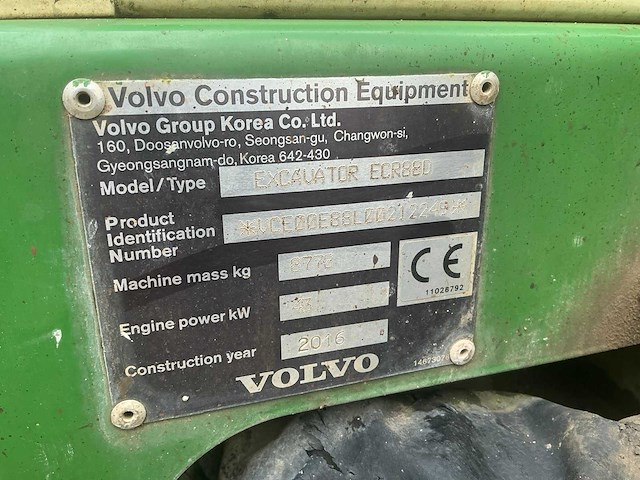 Volvo Construction Equipment
Volvo Group Korea Co. Ltd.
160, Doosanvolvo-ro, Seongsan-gu, Changwon-si,
Gyeongsangnam-do, Korea 642-430
Model/Type EXCAVATOR ECR88D
Product
Identification
Number
Machine mass kg
CE
11026792
Engine power kW
Construction year 2016
VOLVO